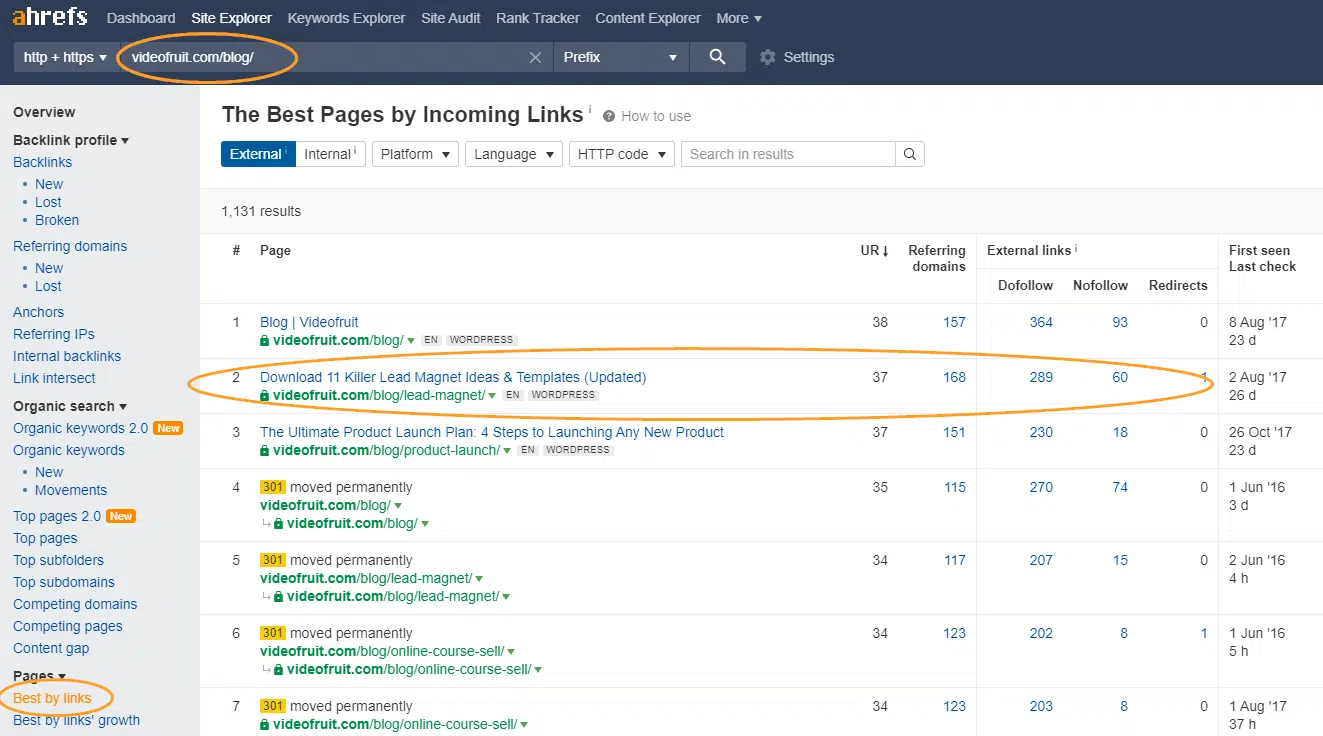 ahrefs Dashboard Site Explorer Keywords Explorer Site Audit Rank Tracker Content Explorer More
http + https videofruit.com/blog/ Prefix Settings
Overview
Backlink profile
Backlinks
New
Lost
Broken
Referring domains
New
Lost
Anchors
Referring IPs
Internal backlinks
Link intersect
Organic search
Organic keywords 2.0 New
Organic keywords
New
Movements
Top pages 2.0 New
Top pages
Top subfolders
Top subdomains
Competing domains
Competing pages
Content gap
Pages
Best by links
Best by links' growth
The Best Pages by Incoming Links i ? How to use
External i Internal i Platform Language HTTP code Search in results
1,131 results
# Page UR Referring domains External links i First seen Last check
Dofollow Nofollow Redirects
1 Blog | Videofruit 38 157 364 93 0 8 Aug '17
videofruit.com/blog/ EN WORDPRESS 23 d
2 Download 11 Killer Lead Magnet Ideas & Templates (Updated) 37 168 289 60 1 2 Aug '17
videofruit.com/blog/lead-magnet/ EN WORDPRESS 26 d
3 The Ultimate Product Launch Plan: 4 Steps to Launching Any New Product 37 151 230 18 0 26 Oct '17
videofruit.com/blog/product-launch/ EN WORDPRESS 23 d
4 301 moved permanently 35 115 270 74 0 1 Jun '16
videofruit.com/blog/ 3 d
videofruit.com/blog/
5 301 moved permanently 34 117 207 15 0 2 Jun '16
videofruit.com/blog/lead-magnet/ 4 h
videofruit.com/blog/lead-magnet/
6 301 moved permanently 34 123 202 8 1 1 Jun '16
videofruit.com/blog/online-course-sell/ 5 h
videofruit.com/blog/online-course-sell/
7 301 moved permanently 34 123 203 8 0 1 Aug '17
videofruit.com/blog/online-course-sell/ 37 h